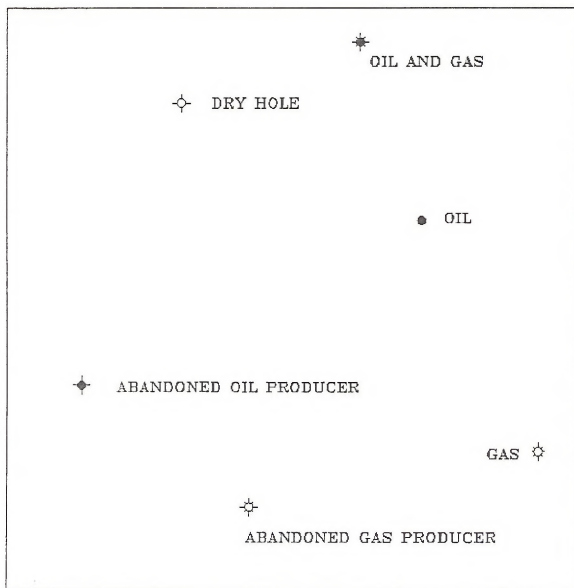 OIL AND GAS
DRY HOLE
OIL
ABANDONED OIL PRODUCER
GAS
ABANDONED GAS PRODUCER